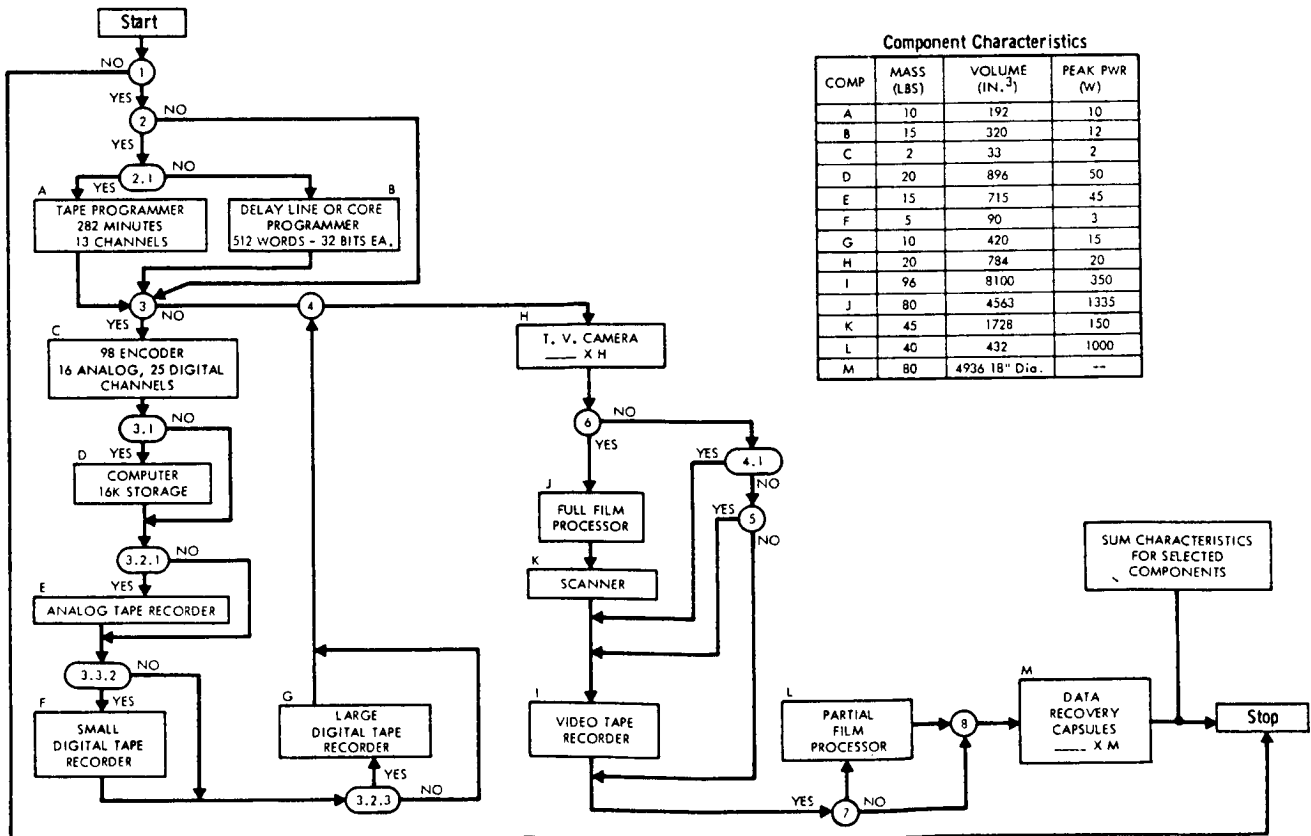 Start
NO
1
YES
2
NO
YES
2.1
NO
YES
A
TAPE PROGRAMMER
282 MINUTES
13 CHANNELS
B
DELAY LINE OR CORE
PROGRAMMER
512 WORDS - 32 BITS EA.
3
NO
YES
4
C
98 ENCODER
16 ANALOG, 25 DIGITAL
CHANNELS
3.1
NO
YES
D
COMPUTER
16K STORAGE
3.2.1
NO
YES
E
ANALOG TAPE RECORDER
3.3.2
NO
YES
F
SMALL
DIGITAL TAPE
RECORDER
G
LARGE
DIGITAL TAPE
RECORDER
YES
3.2.3
NO
H
T. V. CAMERA
___ X H
6
NO
YES
4.1
YES
NO
5
YES
NO
J
FULL FILM
PROCESSOR
K
SCANNER
I
VIDEO TAPE
RECORDER
L
PARTIAL
FILM
PROCESSOR
YES
7
NO
8
M
DATA
RECOVERY
CAPSULES
___ X M
SUM CHARACTERISTICS
FOR SELECTED
COMPONENTS
Stop
Component Characteristics
COMP MASS (LBS) VOLUME (IN.³) PEAK PWR (W)
A 10 192 10
B 15 320 12
C 2 33 2
D 20 896 50
E 15 715 45
F 5 90 3
G 10 420 15
H 20 784 20
I 96 8100 350
J 80 4563 1335
K 45 1728 150
L 40 432 1000
M 80 4936 18" Dia. --